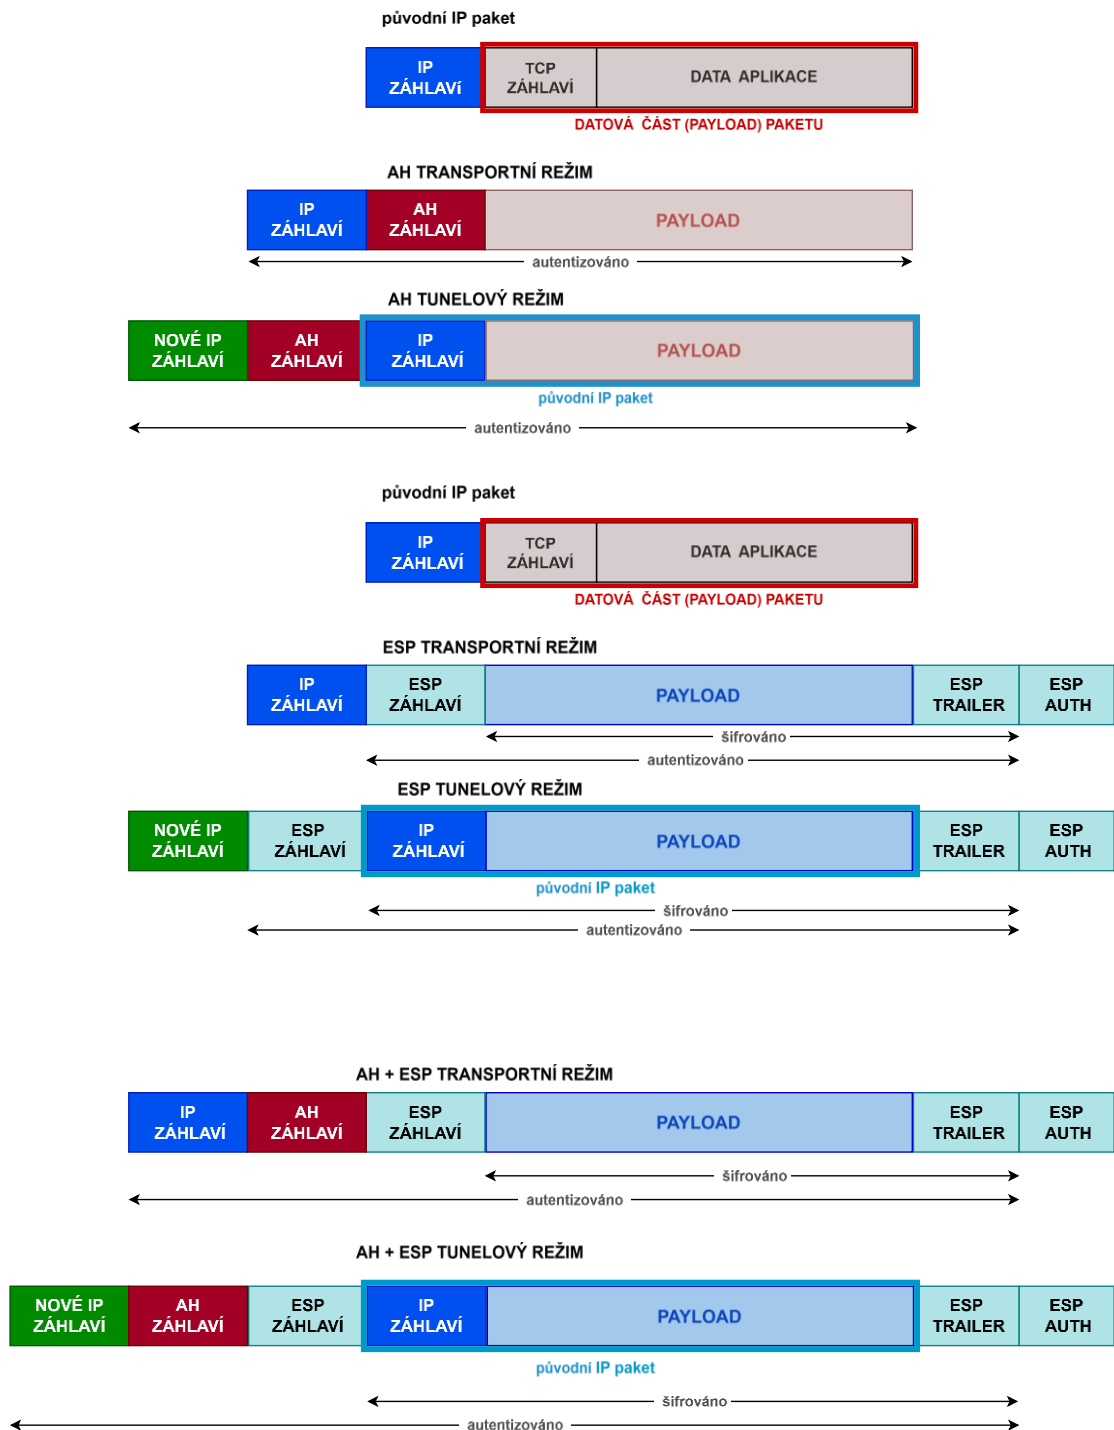 původní IP paket
IP
ZÁHLAVí
TCP
ZÁHLAVÍ
DATA APLIKACE
DATOVÁ ČÁST (PAYLOAD) PAKETU
AH TRANSPORTNÍ REŽIM
IP
ZÁHLAVÍ
AH
ZÁHLAVÍ
PAYLOAD
autentizováno
AH TUNELOVÝ REŽIM
NOVÉ IP
ZÁHLAVÍ
AH
ZÁHLAVÍ
IP
ZÁHLAVÍ
PAYLOAD
původní IP paket
autentizováno
původní IP paket
IP
ZÁHLAVÍ
TCP
ZÁHLAVÍ
DATA APLIKACE
DATOVÁ ČÁST (PAYLOAD) PAKETU
ESP TRANSPORTNÍ REŽIM
IP
ZÁHLAVÍ
ESP
ZÁHLAVÍ
PAYLOAD
ESP
TRAILER
ESP
AUTH
šifrováno
autentizováno
ESP TUNELOVÝ REŽIM
NOVÉ IP
ZÁHLAVÍ
ESP
ZÁHLAVÍ
IP
ZÁHLAVÍ
PAYLOAD
ESP
TRAILER
ESP
AUTH
původní IP paket
šifrováno
autentizováno
AH + ESP TRANSPORTNÍ REŽIM
IP
ZÁHLAVÍ
AH
ZÁHLAVÍ
ESP
ZÁHLAVÍ
PAYLOAD
ESP
TRAILER
ESP
AUTH
šifrováno
autentizováno
AH + ESP TUNELOVÝ REŽIM
NOVÉ IP
ZÁHLAVÍ
AH
ZÁHLAVÍ
ESP
ZÁHLAVÍ
IP
ZÁHLAVÍ
PAYLOAD
ESP
TRAILER
ESP
AUTH
původní IP paket
šifrováno
autentizováno